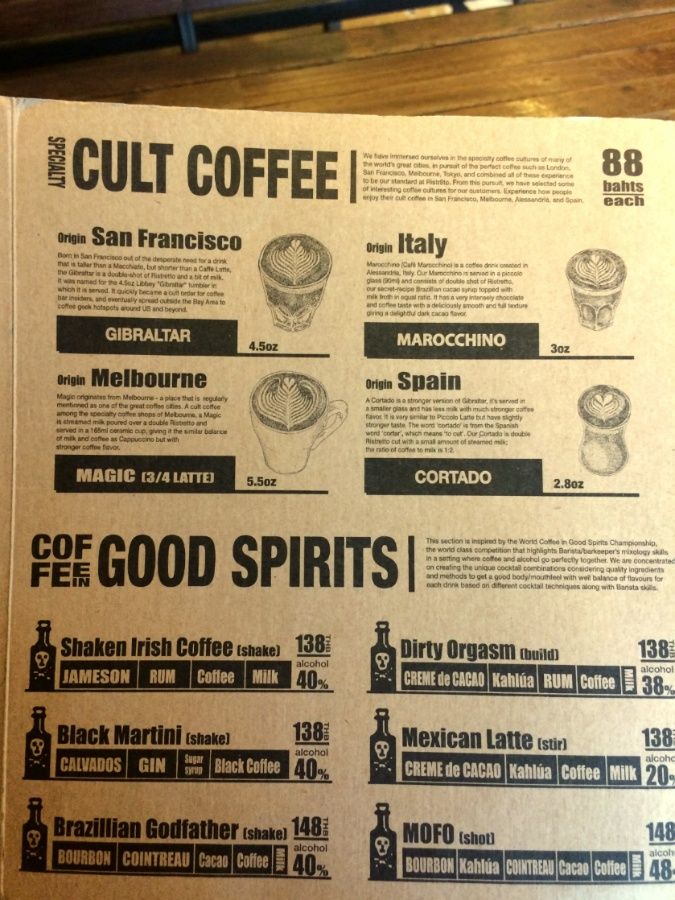 SPECIALTY
CULT COFFEE
We have immersed ourselves in the specialty coffee cultures of many of
the world's great cities, in pursuit of the perfect coffee such as London,
San Francisco, Melbourne, Tokyo, and combined all of these experience
to be our standard at Ristr8to. From this pursuit, we have selected some
of interesting coffee cultures for our customers. Experience how people
enjoy their cult coffee in San Francisco, Melbourne, Alessandria, and Spain.
88
bahts
each
Origin San Francisco
Born in San Francisco out of the desperate need for a drink
that is taller than a Macchiato, but shorter than a Caffe Latte,
the Gibraltar is a double-shot of Ristretto and a bit of milk.
It was named for the 4.5oz Libbey "Gibraltar" tumbler in
which it is served. It quickly became a cult order for coffee
bar insiders, and eventually spread outside the Bay Area to
coffee geek hotspots around US and beyond.
GIBRALTAR
4.5oz
Origin Italy
Marocchino (Café Marocchino) is a coffee drink created in
Alessandria, Italy. Our Marocchino is served in a piccolo
glass (90ml) and consists of double Ristretto,
our secret-recipe Brazilian cacao syrup topped with
milk froth in equal ratio. It has a very intensely chocolate
and coffee taste with a deliciously smooth and full texture
giving a delightful dark cacao flavor.
MAROCCHINO
3oz
Origin Melbourne
Magic originates from Melbourne - a place that is regularly
mentioned as one of the great coffee cities. A cult coffee
among the specialty coffee shops of Melbourne, a Magic
is streamed milk poured over a double Ristretto and
served in a 165ml ceramic cup, giving it the similar balance
of milk and coffee as Cappuccino but with
stronger coffee flavor.
MAGIC (3/4 LATTE)
5.5oz
Origin Spain
A Cortado is a stronger version of Gibraltar, it's served in
a smaller glass and has less milk with much stronger coffee
flavor. It is very similar to Piccolo Latte but have slightly
stronger taste. The word 'cortado' is from the Spanish
word 'cortar', which means "to cut". Our Cortado is double
Ristretto cut with a small amount of steamed milk;
the ratio of coffee to milk is 1:2.
CORTADO
2.8oz
COFFEE IN GOOD SPIRITS
This section is inspired by the World Coffee in Good Spirits Championship,
the world class competition that highlights Barista/barkeeper's mixology skills
in a setting where coffee and alcohol go perfectly together. We are concentrated
on creating the unique cocktail combinations considering quality ingredients
and methods to get a good body/mouthfeel with well balance of flavours for
each drink based on different cocktail techniques along with Barista skills.
Shaken Irish Coffee (shake) 138 THB
JAMESON RUM Coffee Milk
alcohol
40%
Dirty Orgasm (build) 138
CREME de CACAO Kahlúa RUM Coffee Milk
alcohol
38%
Black Martini (shake) 138 THB
CALVADOS GIN Sugar syrup Black Coffee
alcohol
40%
Mexican Latte (stir) 138
CREME de CACAO Kahlúa Coffee Milk
alcoho
20%
Brazillian Godfather (shake) 148 THB
BOURBON COINTREAU Cacao Coffee Milk
alcohol
40%
MOFO (shot) 148
BOURBON Kahlúa COINTREAU Cacao Coffee Milk
alcoh
48